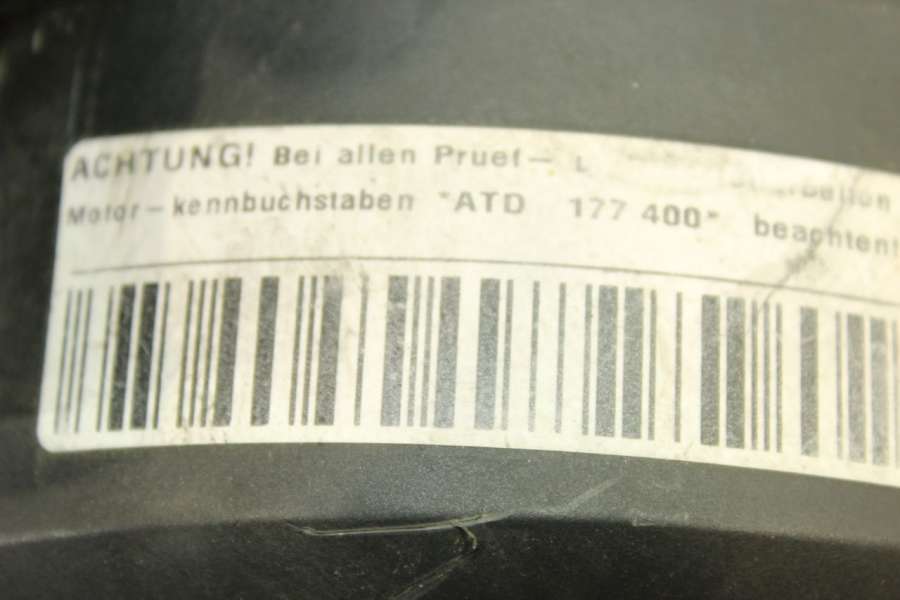 ACHTUNG! Bei allen Pruef-
Motor-kennbuchstaben "ATD 177 400" beachten!